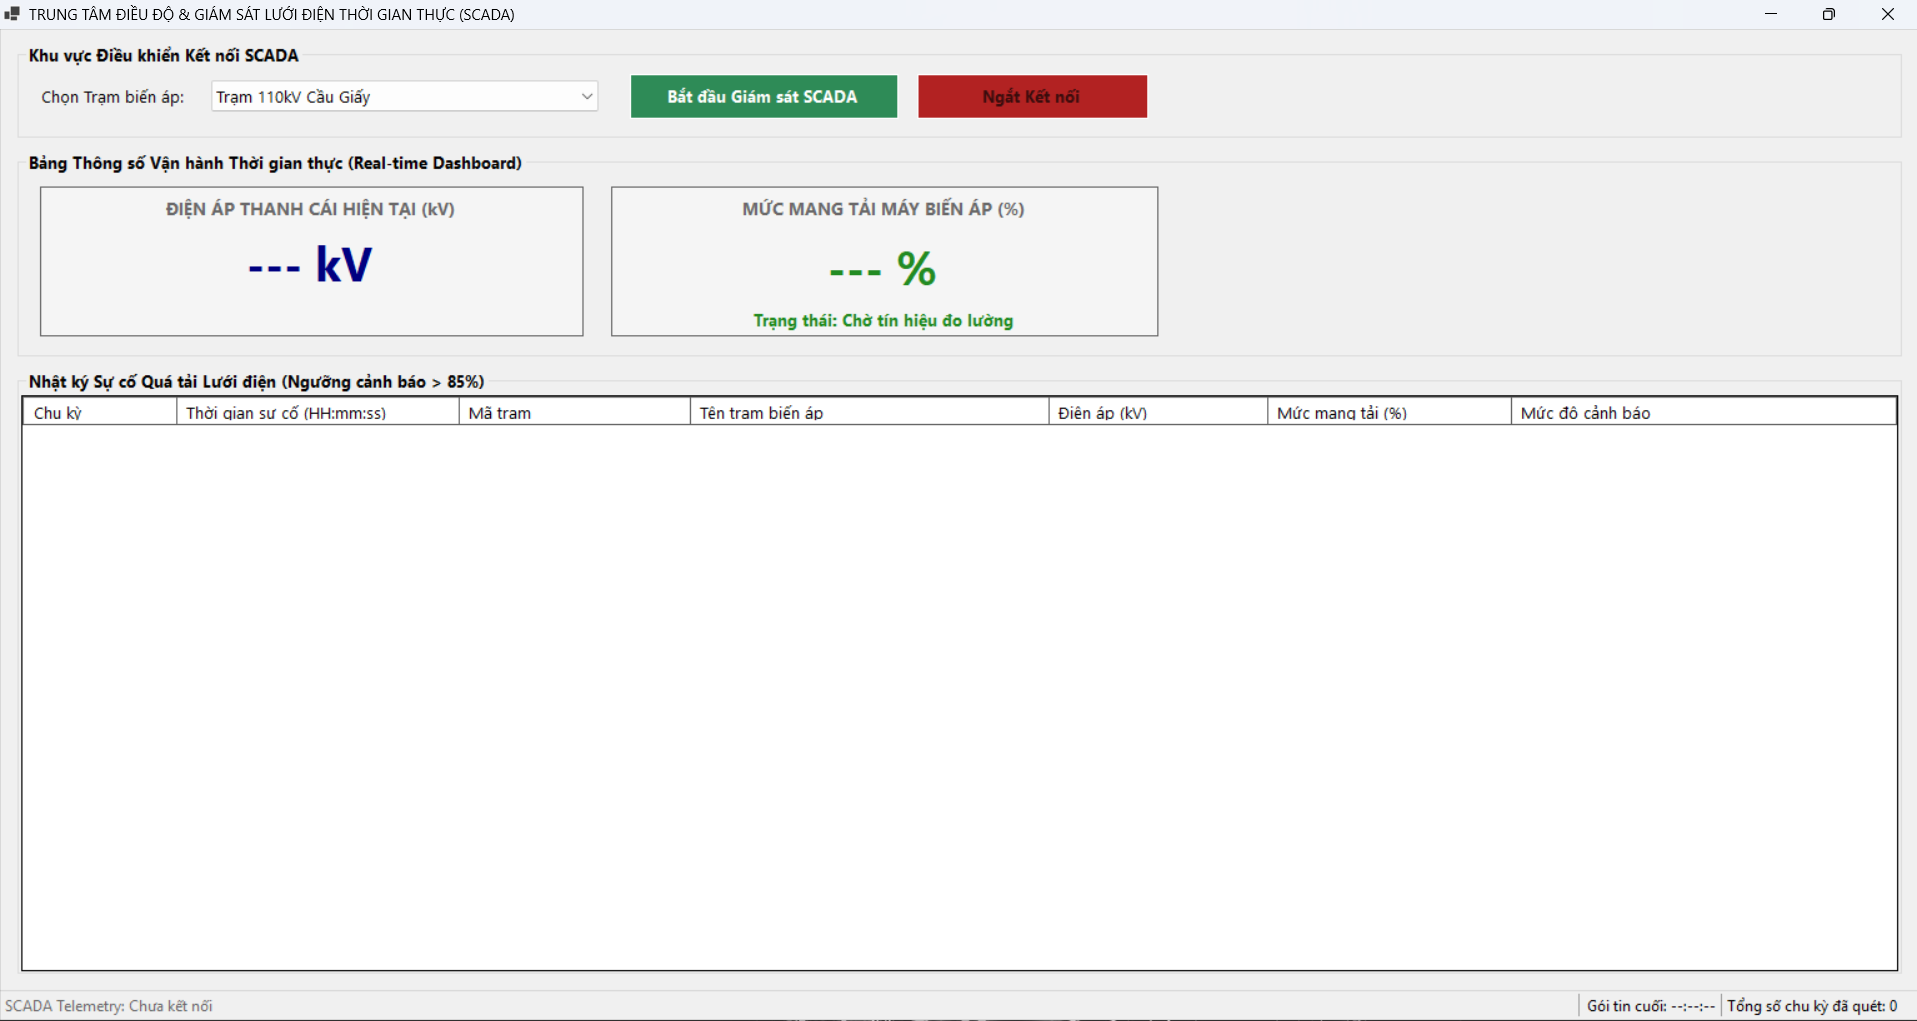 TRUNG TÂM ĐIỀU ĐỘ & GIÁM SÁT LƯỚI ĐIỆN THỜI GIAN THỰC (SCADA)
Khu vực Điều khiển Kết nối SCADA
Chọn Trạm biến áp: Trạm 110kV Cầu Giấy Bắt đầu Giám sát SCADA Ngắt Kết nối
Bảng Thông số Vận hành Thời gian thực (Real-time Dashboard)
ĐIỆN ÁP THANH CÁI HIỆN TẠI (kV) MỨC MANG TẢI MÁY BIẾN ÁP (%)
--- kV --- %
Trạng thái: Chờ tín hiệu đo lường
Nhật ký Sự cố Quá tải Lưới điện (Ngưỡng cảnh báo > 85%)
Chu kỳ Thời gian sự cố (HH:mm:ss) Mã trạm Tên trạm biến áp Điện áp (kV) Mức mang tải (%) Mức độ cảnh báo
SCADA Telemetry: Chưa kết nối Gói tin cuối: --:--:-- Tổng số chu kỳ đã quét: 0